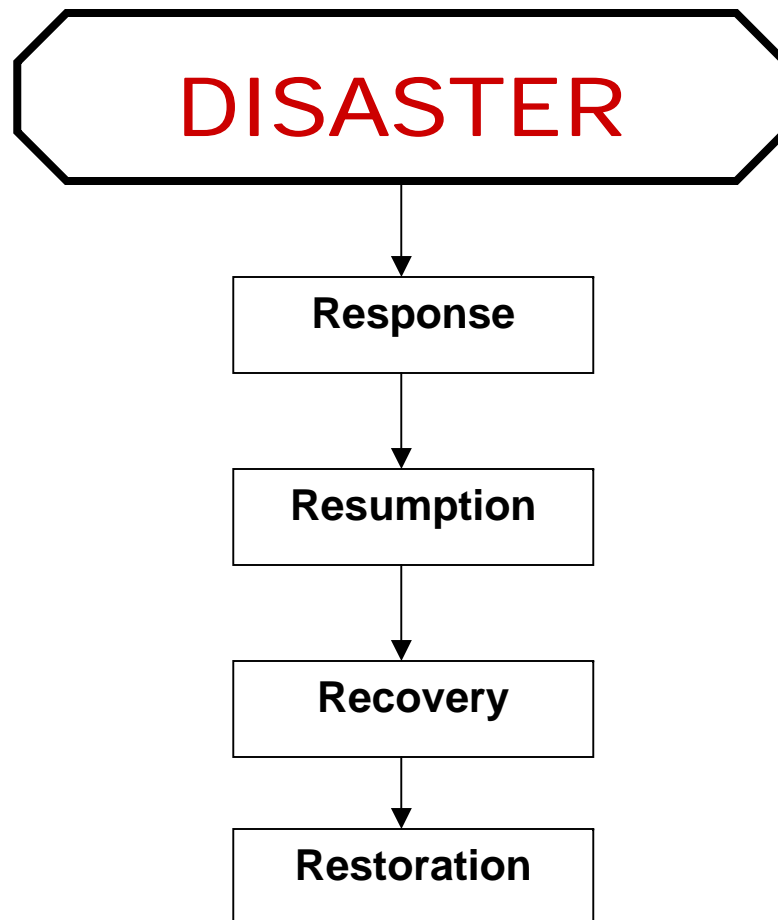 DISASTER
Response
Resumption
Recovery
Restoration